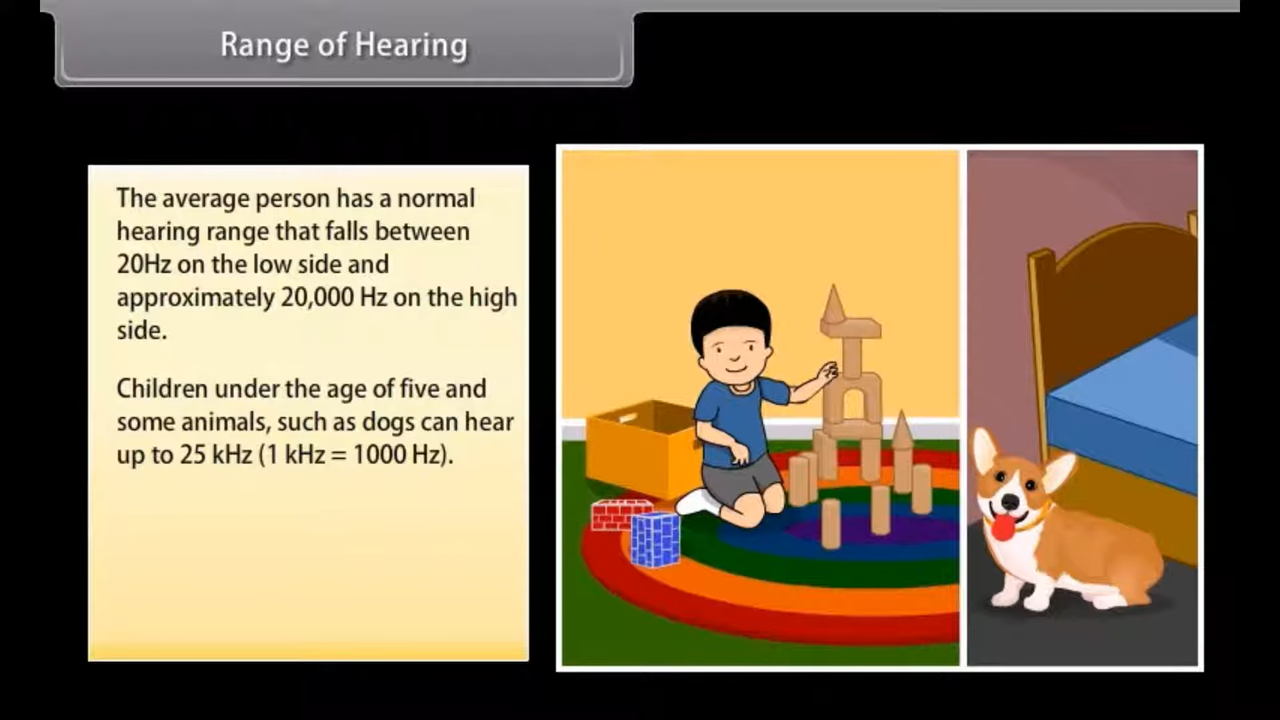 Range of Hearing
The average person has a normal
hearing range that falls between
20Hz on the low side and
approximately 20,000 Hz on the high
side.
Children under the age of five and
some animals, such as dogs can hear
up to 25 kHz (1 kHz = 1000 Hz).